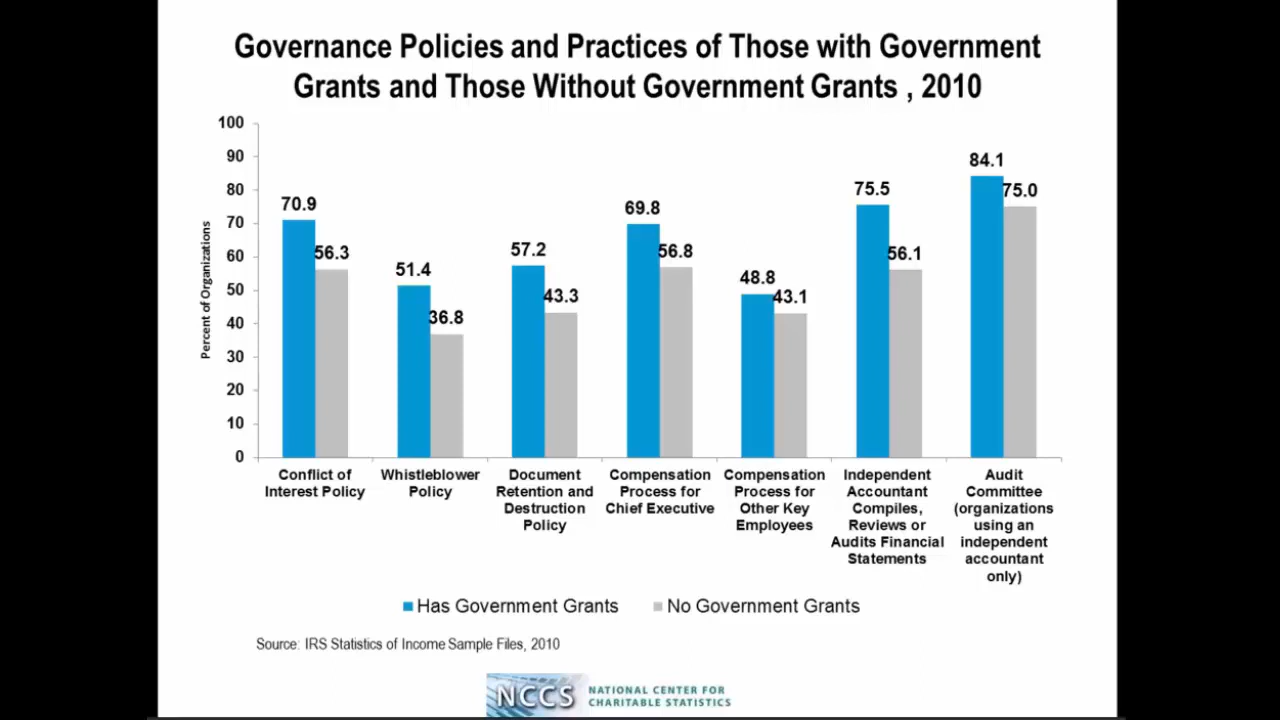 Governance Policies and Practices of Those with Government
Grants and Those Without Government Grants , 2010
Percent of Organizations
100
90
80
70
60
50
40
30
20
10
0
70.9
56.3
51.4
36.8
57.2
43.3
69.8
56.8
48.8
43.1
75.5
56.1
84.1
75.0
Conflict of
Interest Policy
Whistleblower
Policy
Document
Retention and
Destruction
Policy
Compensation
Process for
Chief Executive
Compensation
Process for
Other Key
Employees
Independent
Accountant
Compiles,
Reviews or
Audits Financial
Statements
Audit
Committee
(organizations
using an
independent
accountant
only)
Has Government Grants
No Government Grants
Source: IRS Statistics of Income Sample Files, 2010
NCCS
NATIONAL CENTER FOR
CHARITABLE STATISTICS